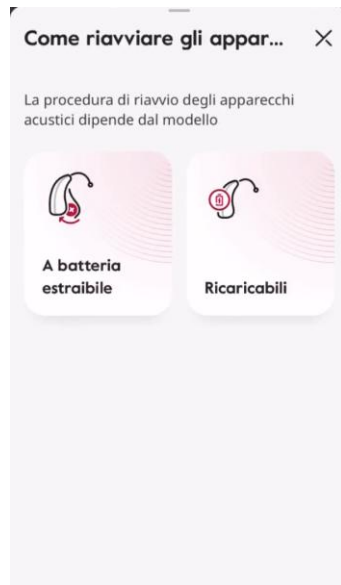 Come riavviare gli appar...
La procedura di riavvio degli apparecchi
acustici dipende dal modello
A batteria
estraibile
Ricaricabili